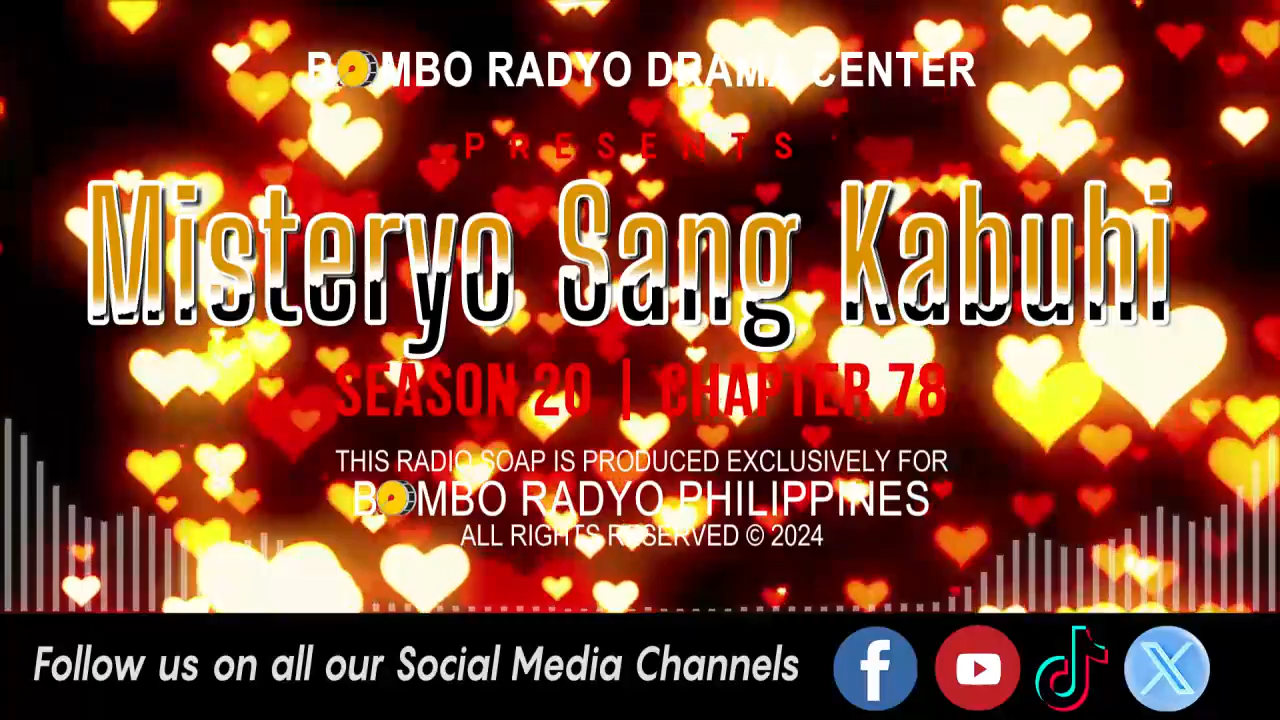 BOMBO RADYO DRAMA CENTER
PRESENTS
Misteryo Sang Kabuhi
SEASON 20 | CHAPTER 78
THIS RADIO SOAP IS PRODUCED EXCLUSIVELY FOR
BOMBO RADYO PHILIPPINES
ALL RIGHTS RESERVED © 2024
Follow us on all our Social Media Channels